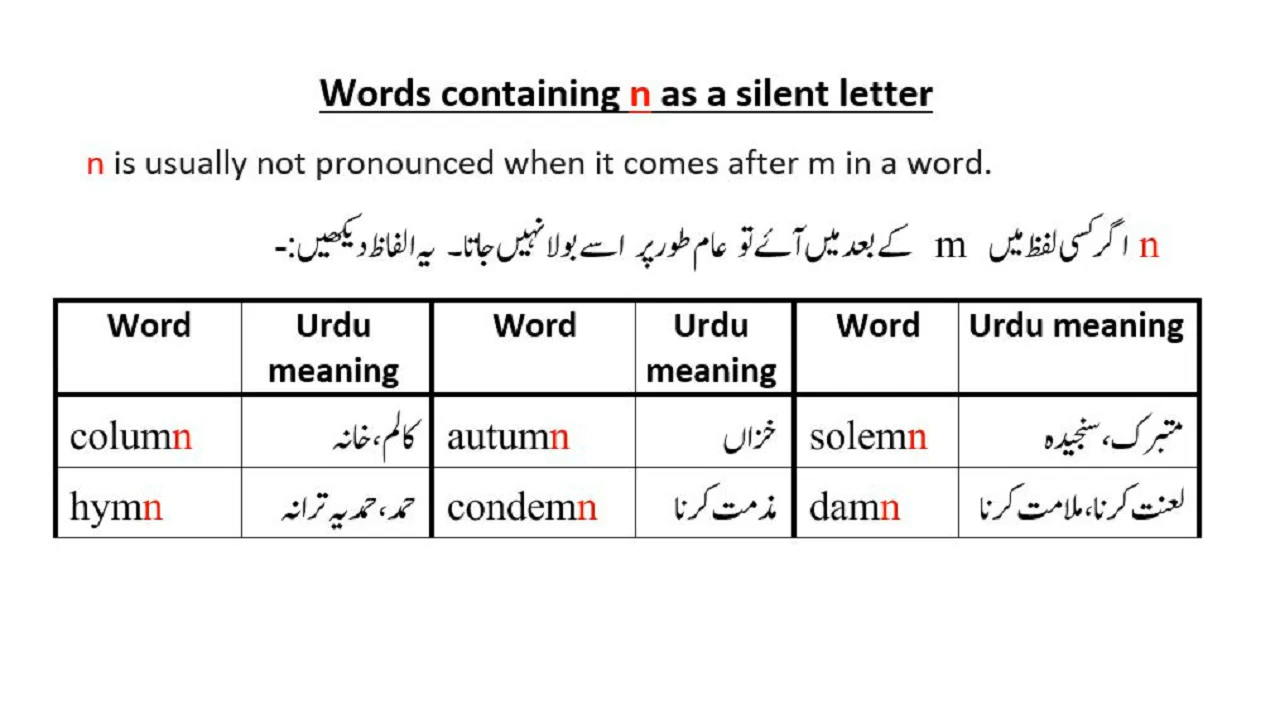 Words containing n as a silent letter
n is usually not pronounced when it comes after m in a word.
n اگر کسی لفظ میں m کے بعد میں آئے تو عام طور پر اسے بولا نہیں جاتا۔ یہ الفاظ دیکھیں:-
Word Urdu meaning Word Urdu meaning Word Urdu meaning
column کالم، خانہ autumn خزاں solemn متبرک، سنجیدہ
hymn حمد، حمدیہ ترانہ condemn مذمت کرنا damn لعنت کرنا، ملامت کرنا